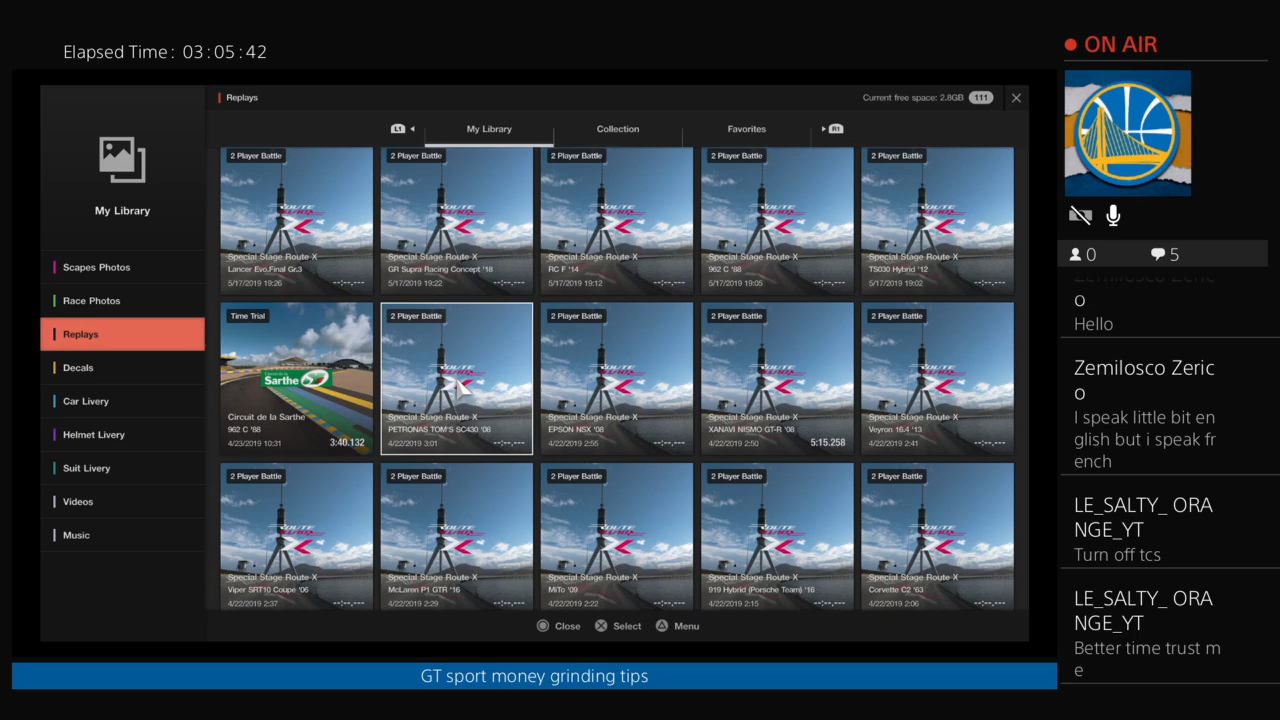 Elapsed Time: 03:05:42
ON AIR
Replays
Current free space: 2.8GB 111
L1
My Library
Collection
Favorites
R1
My Library
Scapes Photos
Race Photos
Replays
Decals
Car Livery
Helmet Livery
Suit Livery
Videos
Music
2 Player Battle
Special Stage Route X
Lancer Evo.Final Gr.3
5/17/2019 19:26 --:--.---
2 Player Battle
Special Stage Route X
GR Supra Racing Concept '18
5/17/2019 19:22 --:--.---
2 Player Battle
Special Stage Route X
RC F '14
5/17/2019 19:12 --:--.---
2 Player Battle
Special Stage Route X
962 C '88
5/17/2019 19:05 --:--.---
2 Player Battle
Special Stage Route X
TS030 Hybrid '12
5/17/2019 19:02 --:--.---
Time Trial
Sarthe
Circuit de la Sarthe
962 C '88
4/23/2019 10:31 3:40.132
2 Player Battle
Special Stage Route X
PETRONAS TOM'S SC430 '08
4/22/2019 3:01 --:--.---
2 Player Battle
Special Stage Route X
EPSON NSX '08
4/22/2019 2:55 --:--.---
2 Player Battle
Special Stage Route X
XANAVI NISMO GT-R '08
4/22/2019 2:50 5:15.258
2 Player Battle
Special Stage Route X
Veyron 16.4 '13
4/22/2019 2:41 --:--.---
2 Player Battle
Special Stage Route X
Viper SRT10 Coupe '06
4/22/2019 2:37 --:--.---
2 Player Battle
Special Stage Route X
McLaren P1 GTR '16
4/22/2019 2:29 --:--.---
2 Player Battle
Special Stage Route X
MiTo '09
4/22/2019 2:22 --:--.---
2 Player Battle
Special Stage Route X
919 Hybrid (Porsche Team) '16
4/22/2019 2:15 --:--.---
2 Player Battle
Special Stage Route X
Corvette C2 '63
4/22/2019 2:06 --:--.---
Close
Select
Menu
GT sport money grinding tips
0
5
Zemilosco Zeric
o
Hello
Zemilosco Zeric
o
I speak little bit en
glish but i speak fr
ench
LE_SALTY_ ORA
NGE_YT
Turn off tcs
LE_SALTY_ ORA
NGE_YT
Better time trust m
e